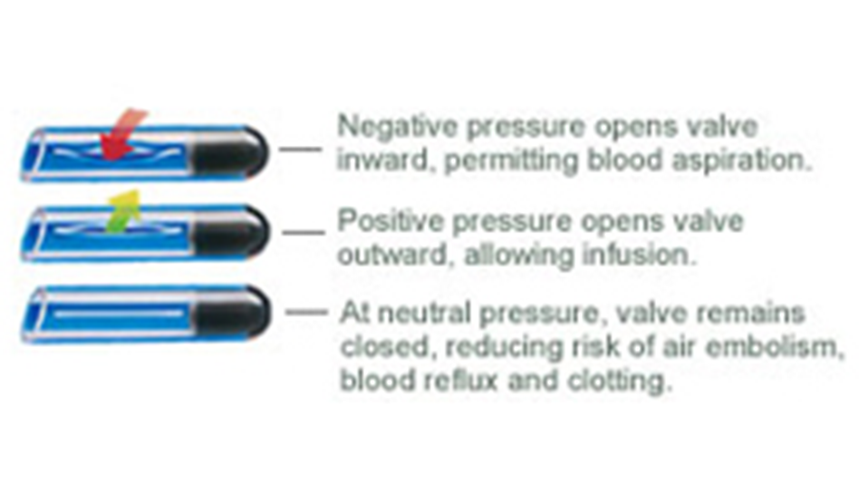 Negative pressure opens valve
inward, permitting blood aspiration.
Positive pressure opens valve
outward, allowing infusion.
At neutral pressure, valve remains
closed, reducing risk of air embolism,
blood reflux and clotting.